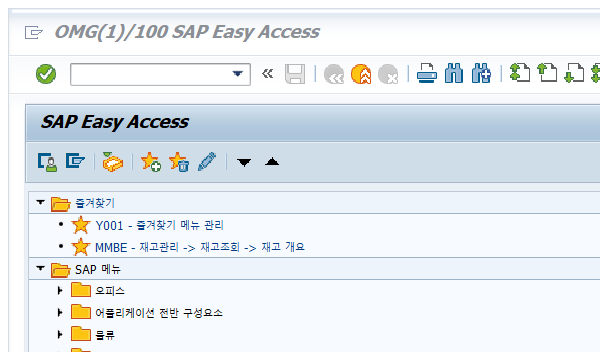 OMG(1)/100 SAP Easy Access
SAP Easy Access
즐겨찾기
Y001 - 즐겨찾기 메뉴 관리
MMBE - 재고관리 -> 재고조회 -> 재고 개요
SAP 메뉴
오피스
어플리케이션 전반 구성요소
물류